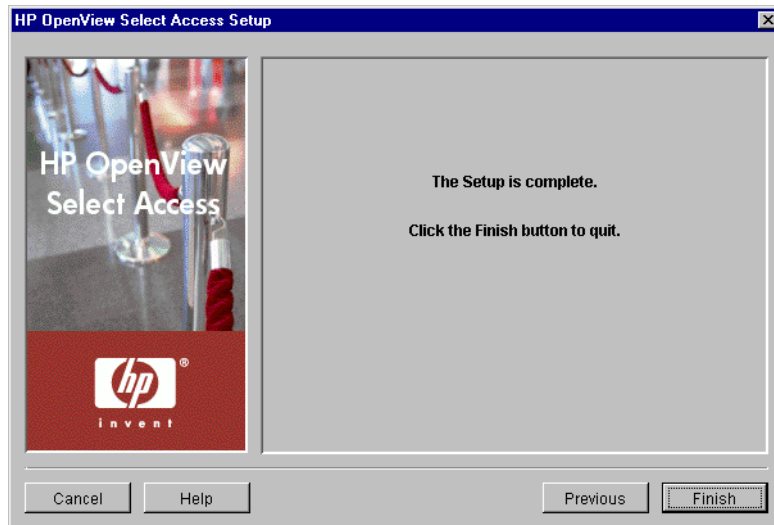 HP OpenView Select Access Setup
HP OpenView
Select Access
hp
®
invent
The Setup is complete.
Click the Finish button to quit.
Cancel
Help
Previous
Finish